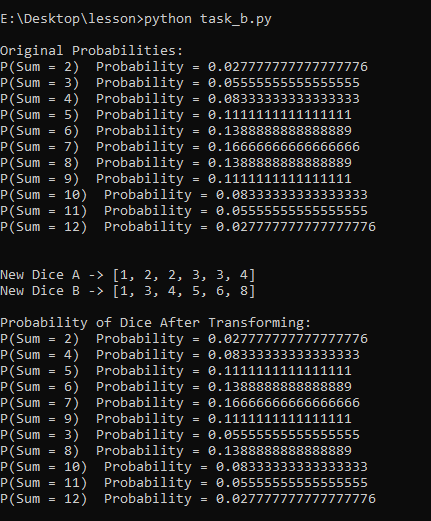 E:\Desktop\lesson>python task_b.py
Original Probabilities:
P(Sum = 2)  Probability = 0.027777777777777776
P(Sum = 3)  Probability = 0.05555555555555555
P(Sum = 4)  Probability = 0.08333333333333333
P(Sum = 5)  Probability = 0.1111111111111111
P(Sum = 6)  Probability = 0.1388888888888889
P(Sum = 7)  Probability = 0.16666666666666666
P(Sum = 8)  Probability = 0.1388888888888889
P(Sum = 9)  Probability = 0.1111111111111111
P(Sum = 10)  Probability = 0.08333333333333333
P(Sum = 11)  Probability = 0.05555555555555555
P(Sum = 12)  Probability = 0.027777777777777776
New Dice A -> [1, 2, 2, 3, 3, 4]
New Dice B -> [1, 3, 4, 5, 6, 8]
Probability of Dice After Transforming:
P(Sum = 2)  Probability = 0.027777777777777776
P(Sum = 4)  Probability = 0.08333333333333333
P(Sum = 5)  Probability = 0.1111111111111111
P(Sum = 6)  Probability = 0.1388888888888889
P(Sum = 7)  Probability = 0.16666666666666666
P(Sum = 9)  Probability = 0.1111111111111111
P(Sum = 3)  Probability = 0.05555555555555555
P(Sum = 8)  Probability = 0.1388888888888889
P(Sum = 10)  Probability = 0.08333333333333333
P(Sum = 11)  Probability = 0.05555555555555555
P(Sum = 12)  Probability = 0.027777777777777776